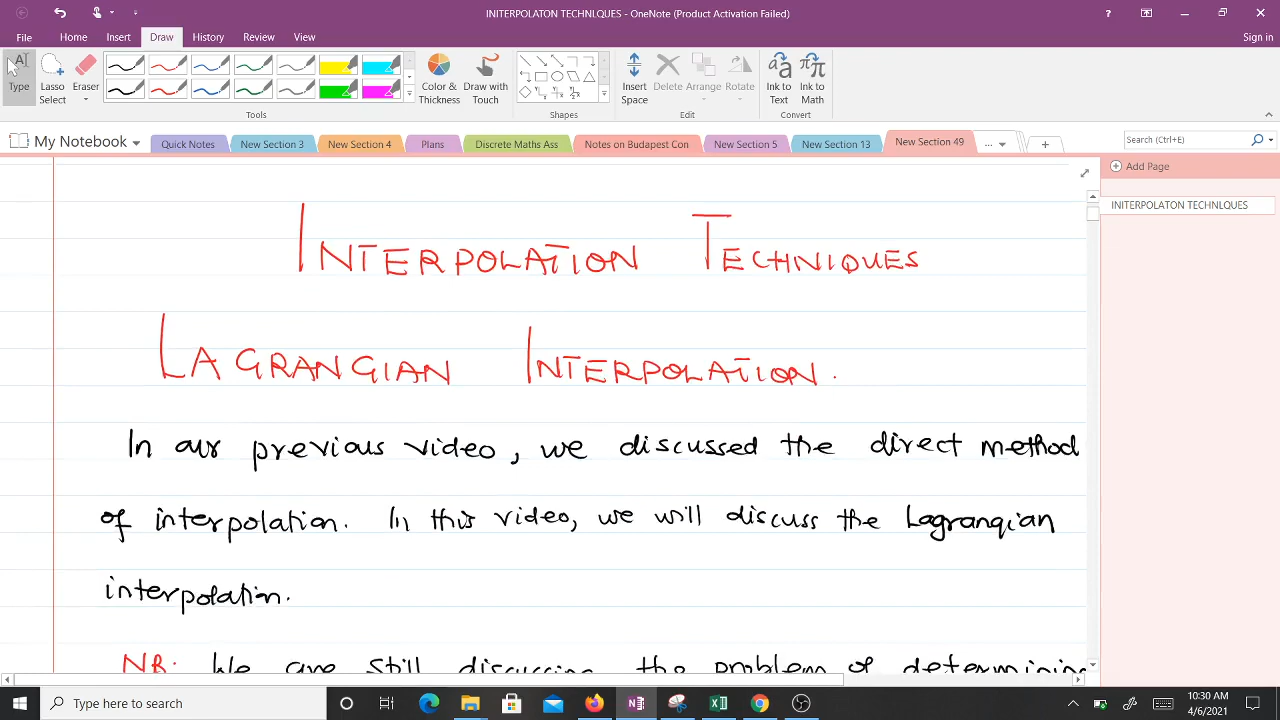 INITERPOLATON TECHNLQUES - OneNote (Product Activation Failed)
File Home Insert Draw History Review View Sign in
Type Lasso Select Eraser Color & Thickness Draw with Touch Insert Space Delete Arrange Rotate Ink to Text Ink to Math
Tools Shapes Edit Convert
My Notebook Quick Notes New Section 3 New Section 4 Plans Discrete Maths Ass Notes on Budapest Con New Section 5 New Section 13 New Section 49 ... Search (Ctrl+E)
Add Page
INITERPOLATON TECHNLQUES
INTERPOLATION TECHNIQUES
LAGRANGIAN INTERPOLATION.
In our previous video, we discussed the direct method
of interpolation. In this video, we will discuss the Lagrangian
interpolation.
NB: We are still discussing the problem of determining
Type here to search
10:30 AM
4/6/2021